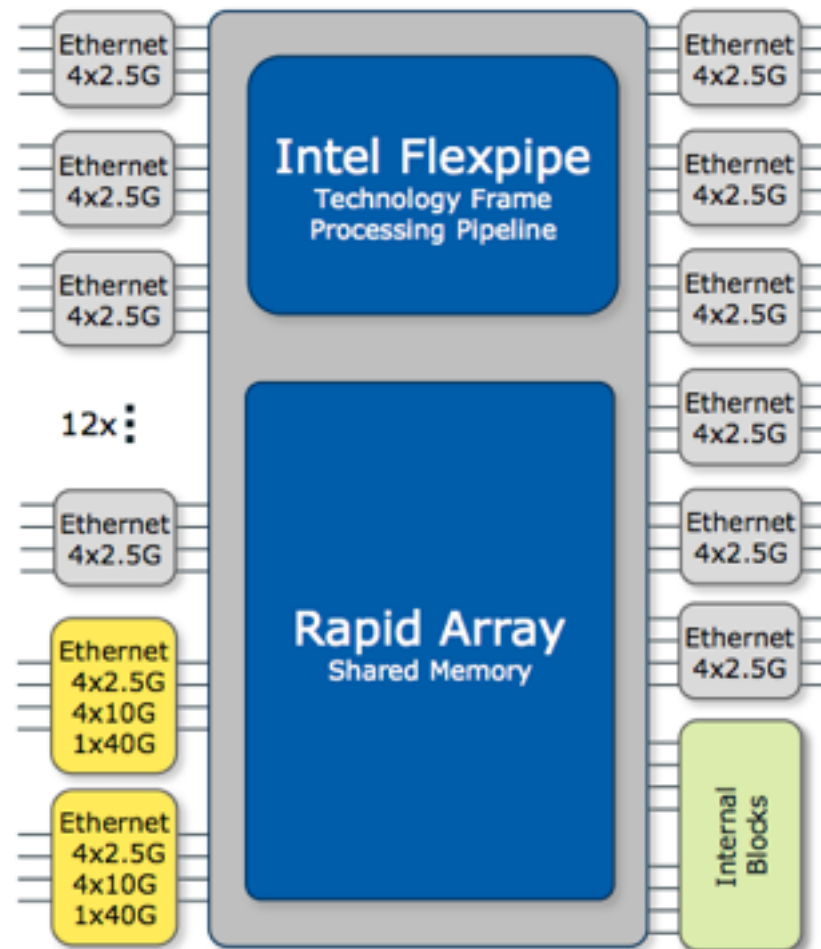 Ethernet
4x2.5G
Ethernet
4x2.5G
Ethernet
4x2.5G
12x
Ethernet
4x2.5G
Ethernet
4x2.5G
4x10G
1x40G
Ethernet
4x2.5G
4x10G
1x40G
Intel Flexpipe
Technology Frame
Processing Pipeline
Rapid Array
Shared Memory
Ethernet
4x2.5G
Ethernet
4x2.5G
Ethernet
4x2.5G
Ethernet
4x2.5G
Ethernet
4x2.5G
Ethernet
4x2.5G
Internal
Blocks